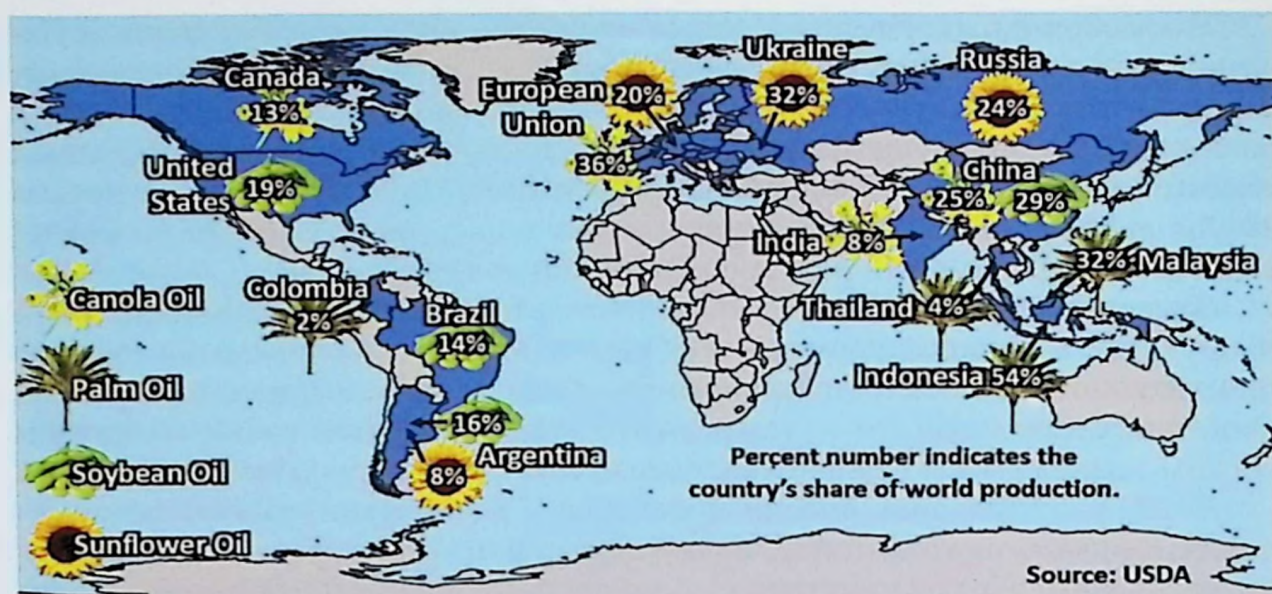 Canada
13%
European
Union
20%
36%
Ukraine
32%
Russia
24%
United
States
19%
China
25%
29%
India
8%
32%
Malaysia
Thailand
4%
Indonesia 54%
Canola Oil
Colombia
2%
Brazil
14%
Palm Oil
16%
Argentina
8%
Soybean Oil
Sunflower Oil
Percent number indicates the
country's share of world production.
Source: USDA